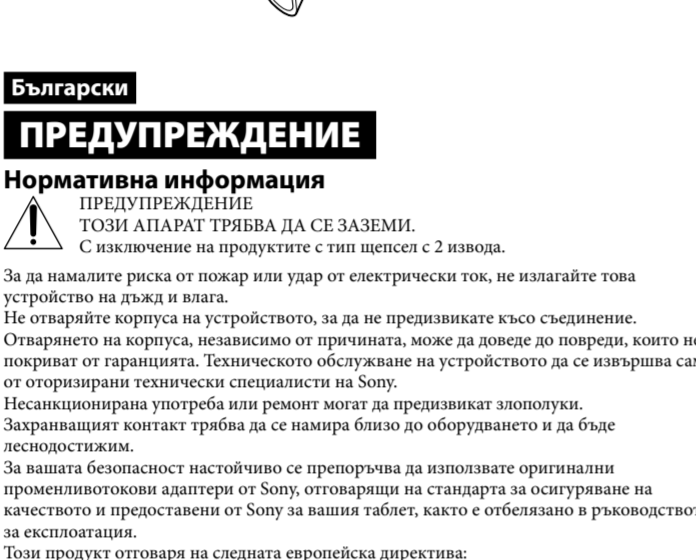 Български
ПРЕДУПРЕЖДЕНИЕ
Нормативна информация
ПРЕДУПРЕЖДЕНИЕ
ТОЗИ АПАРАТ ТРЯБВА ДА СЕ ЗАЗЕМИ.
С изключение на продуктите с тип щепсел с 2 извода.
За да намалите риска от пожар или удар от електрически ток, не излагайте това
устройство на дъжд и влага.
Не отваряйте корпуса на устройството, за да не предизвикате късо съединение.
Отварянето на корпуса, независимо от причината, може да доведе до повреди, които
покриват от гаранцията. Техническото обслужване на устройството да се извършва
от оторизирани технически специалисти на Sony.
Несанкционирана употреба или ремонт могат да предизвикат злополуки.
Захранващият контакт трябва да се намира близо до оборудването и да бъде
леснодостижим.
За вашата безопасност настойчиво се препоръчва да използвате оригинални
променливотокови адаптери от Sony, отговарящи на стандарта за осигуряване на
качеството и предоставени от Sony за вашия таблет, както е отбелязано в
за експлоатация.
Този продукт отговаря на следната европейска директива: